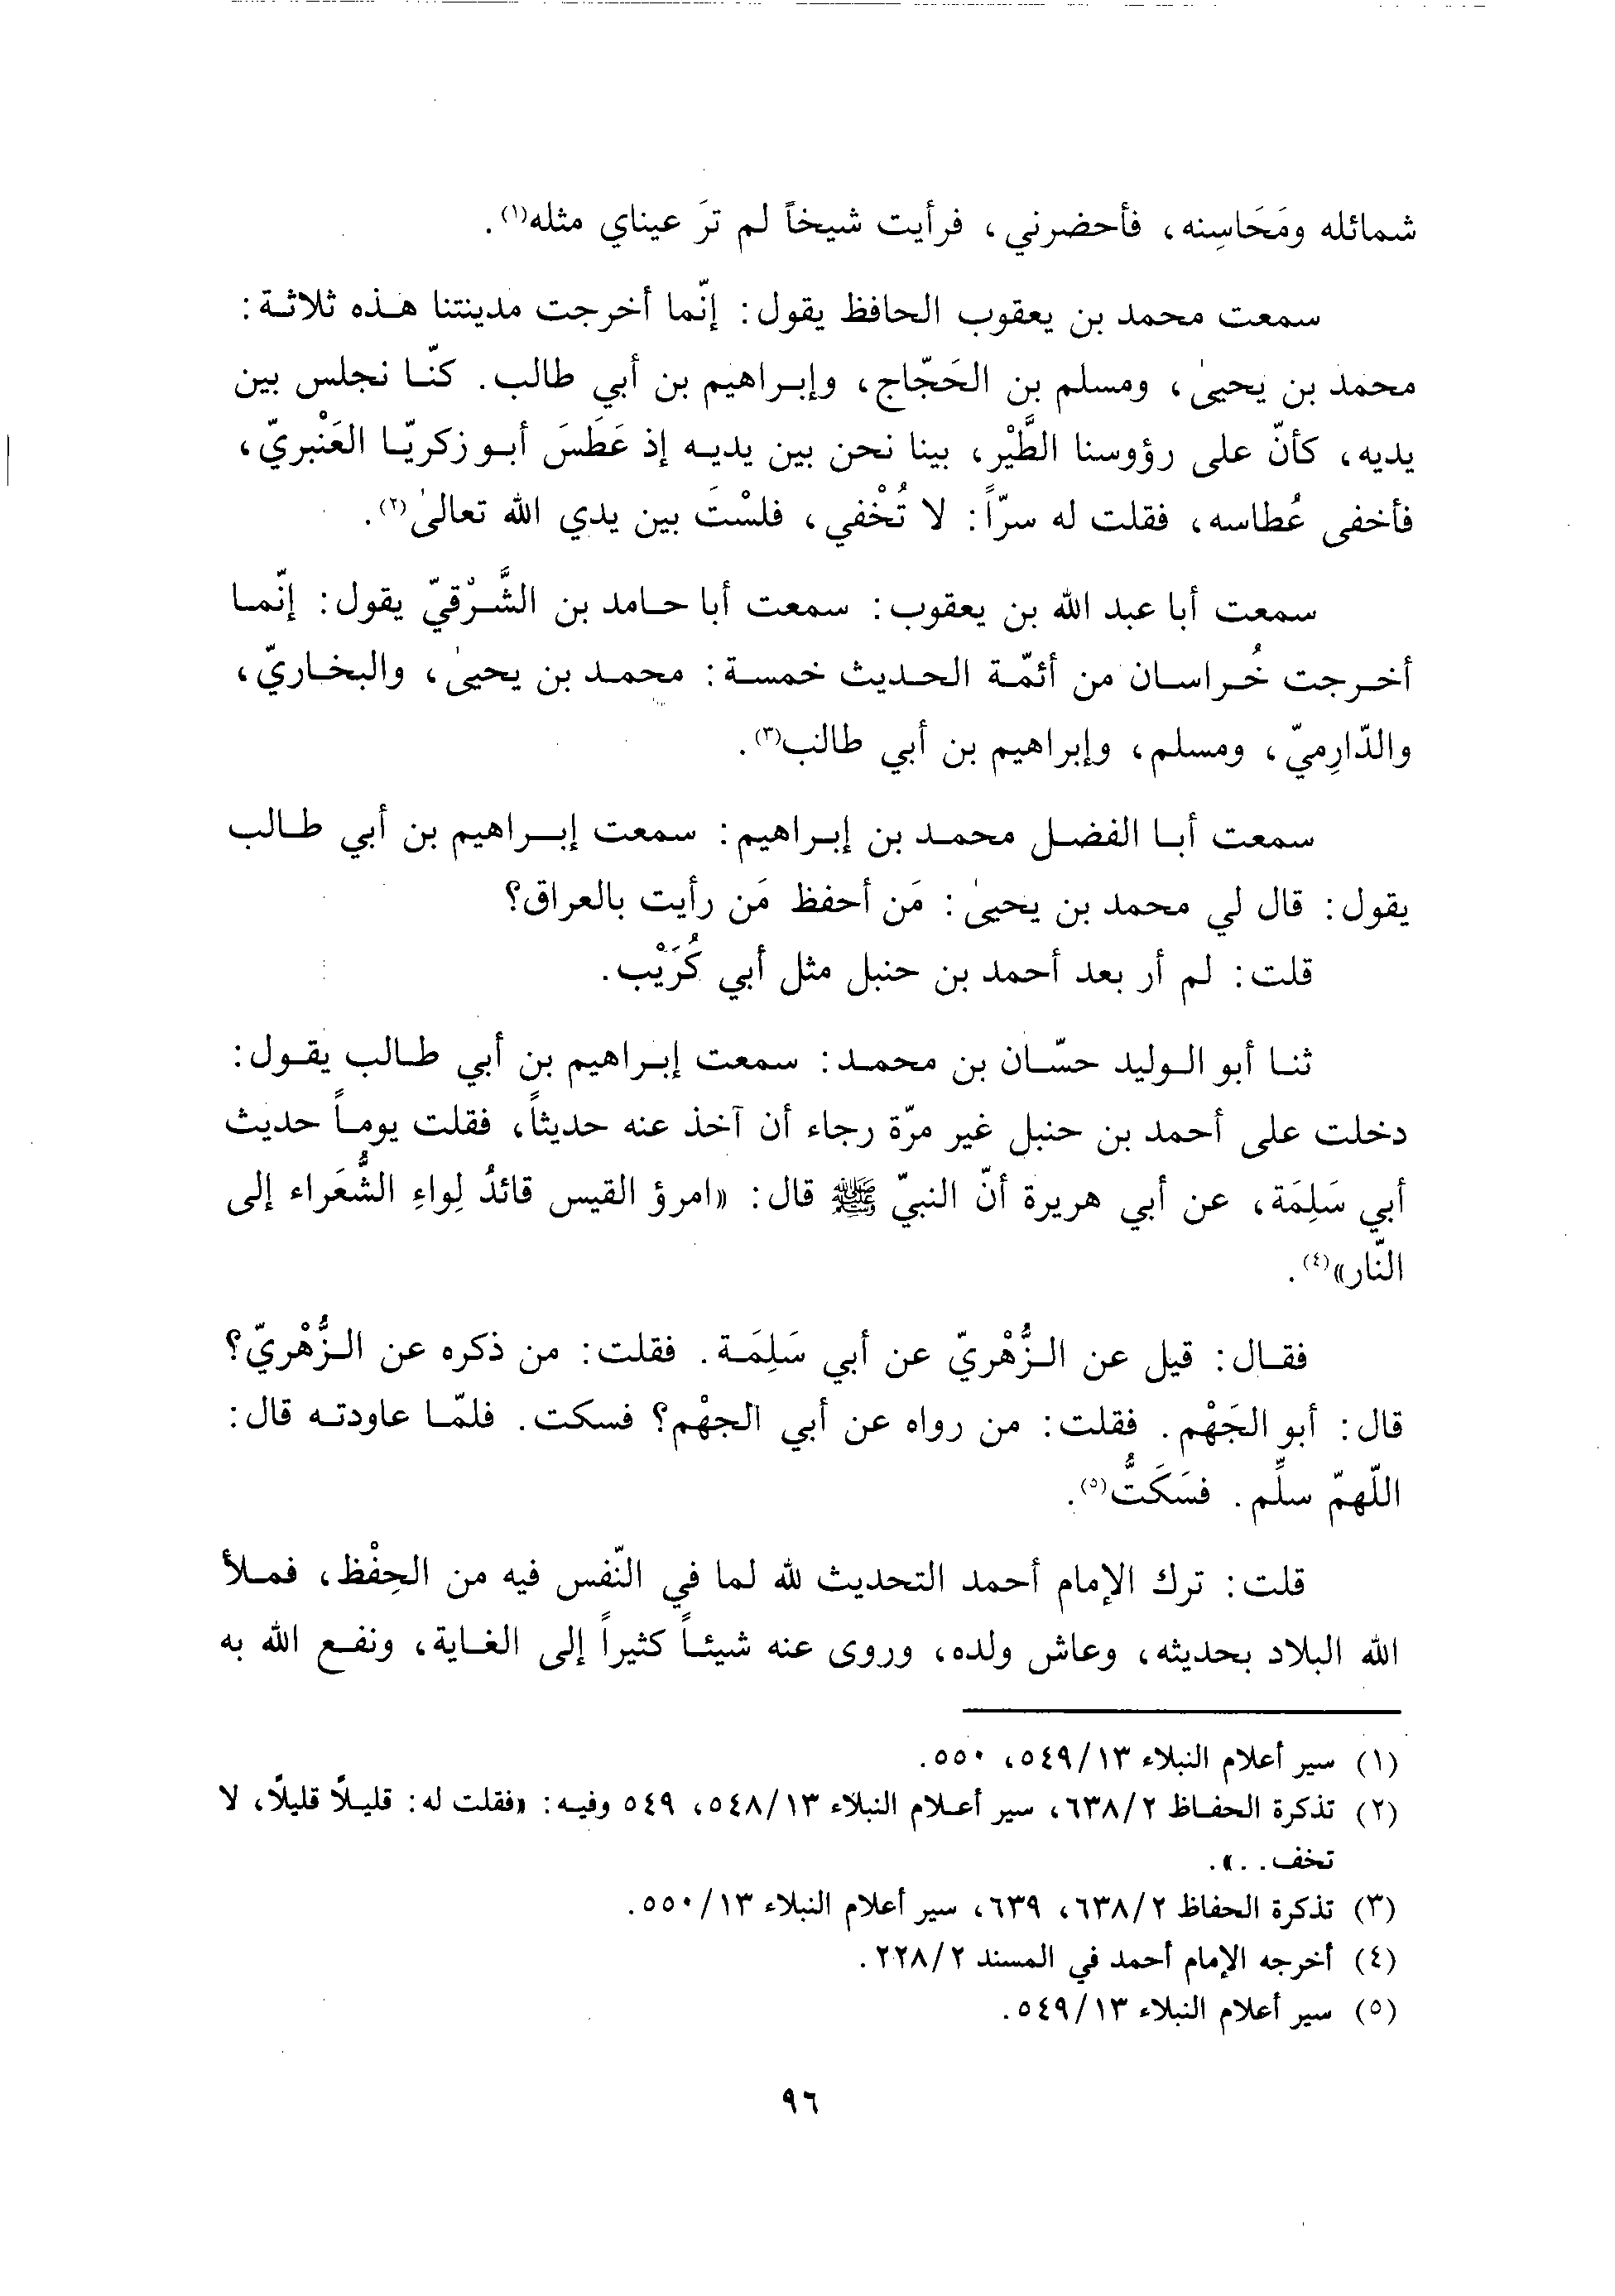 شمائله ومَحَاسِنه، فأحضرني، فرأيت شيخاً لم ترَ عيناي مثله(١).
سمعت محمد بن يعقوب الحافظ يقول: إنّما أخرجت مدينتنا هذه ثلاثة:
محمد بن يحيىٰ، ومسلم بن الحَجّاج، وإبراهيم بن أبي طالب. كنّا نجلس بين
يديه، كأنّ على رؤوسنا الطَّيْر، بينا نحن بين يديه إذ عَطَسَ أبو زكريّا العَنْبريّ،
فأخفى عُطاسه، فقلت له سرّاً: لا تُخْفي، فلسْتَ بين يدي الله تعالىٰ(٢).
سمعت أبا عبد الله بن يعقوب: سمعت أبا حامد بن الشَّرْقيّ يقول: إنّما
أخرجت خُراسان من أئمّة الحديث خمسة: محمد بن يحيىٰ، والبخاريّ،
والدّارِميّ، ومسلم، وإبراهيم بن أبي طالب(٣).
سمعت أبا الفضل محمد بن إبراهيم: سمعت إبراهيم بن أبي طالب
يقول: قال لي محمد بن يحيىٰ: مَن أحفظ مَن رأيت بالعراق؟
قلت: لم أر بعد أحمد بن حنبل مثل أبي كُرَيْب.
ثنا أبو الوليد حسّان بن محمد: سمعت إبراهيم بن أبي طالب يقول:
دخلت على أحمد بن حنبل غير مرّة رجاء أن آخذ عنه حديثاً، فقلت يوماً حديث
أبي سَلِمَة، عن أبي هريرة أنّ النبيّ ﷺ قال: «امرؤ القيس قائدُ لِواءِ الشُّعَراء إلى
النّار»(٤).
فقال: قيل عن الزُّهْريّ عن أبي سَلِمَة. فقلت: من ذكره عن الزُّهْريّ؟
قال: أبو الجَهْم. فقلت: من رواه عن أبي الجهْم؟ فسكت. فلمّا عاودته قال:
اللّهمّ سلِّم. فسَكَتُّ(٥).
قلت: ترك الإمام أحمد التحديث لله لما في النّفس فيه من الحِفْظ، فملأ
الله البلاد بحديثه، وعاش ولده، وروى عنه شيئاً كثيراً إلى الغاية، ونفع الله به
(١) سير أعلام النبلاء ٥٤٩/١٣، ٥٥٠.
(٢) تذكرة الحفاظ ٦٣٨/٢، سير أعلام النبلاء ٥٤٨/١٣، ٥٤٩ وفيه: «فقلت له: قليلًا قليلًا، لا
تخف..».
(٣) تذكرة الحفاظ ٦٣٨/٢، ٦٣٩، سير أعلام النبلاء ٥٥٠/١٣.
(٤) أخرجه الإمام أحمد في المسند ٢٢٨/٢.
(٥) سير أعلام النبلاء ٥٤٩/١٣.
٩٦